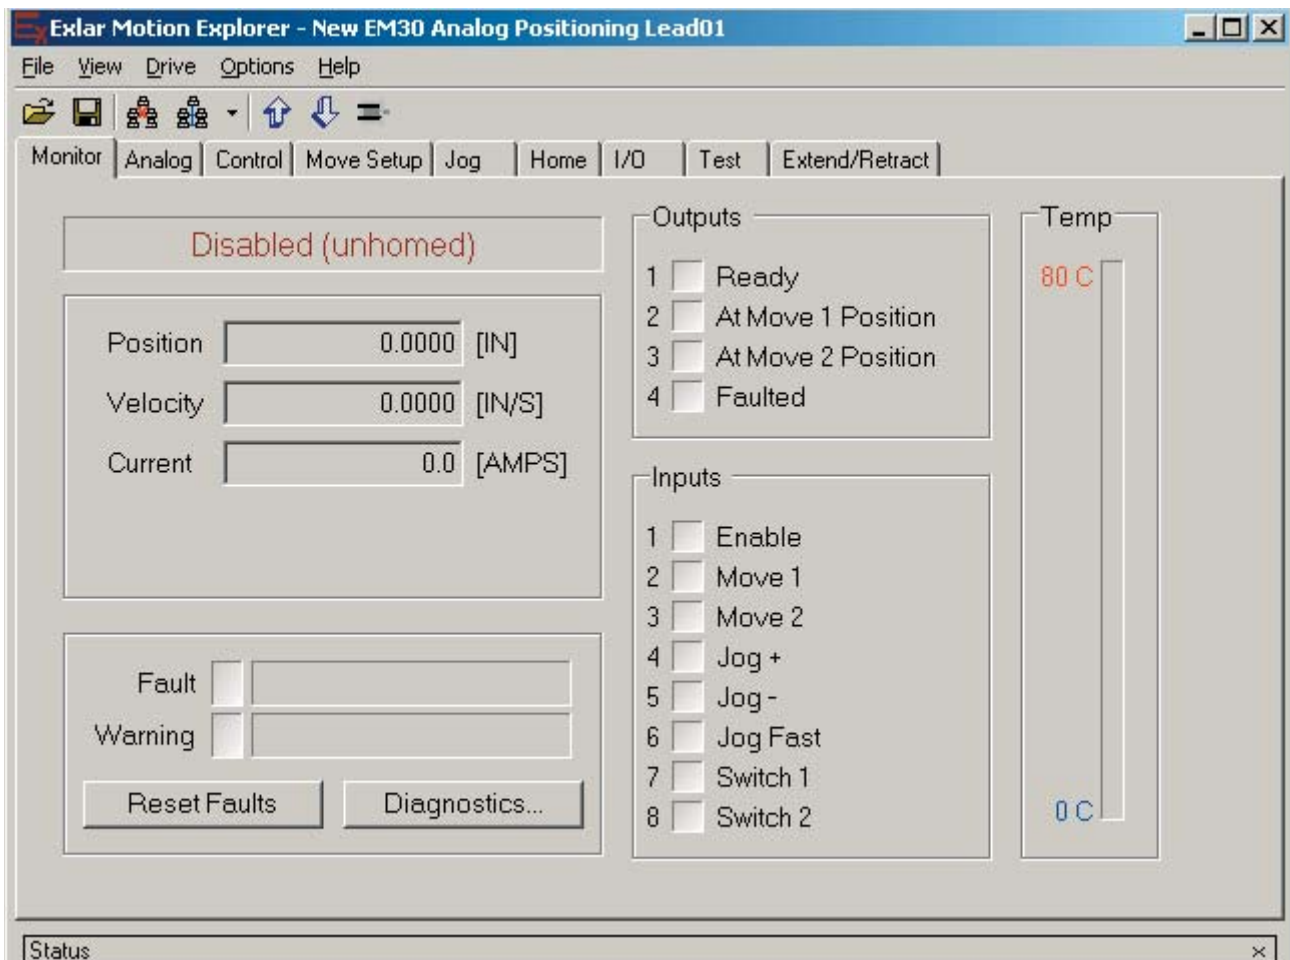 Exlar Motion Explorer - New EM30 Analog Positioning Lead01
File View Drive Options Help
Monitor Analog Control Move Setup Jog Home I/O Test Extend/Retract
Disabled (unhomed)
Position 0.0000 [IN]
Velocity 0.0000 [IN/S]
Current 0.0 [AMPS]
Fault
Warning
Reset Faults Diagnostics...
Outputs
1 Ready
2 At Move 1 Position
3 At Move 2 Position
4 Faulted
Inputs
1 Enable
2 Move 1
3 Move 2
4 Jog +
5 Jog -
6 Jog Fast
7 Switch 1
8 Switch 2
Temp
80 C
0 C
Status